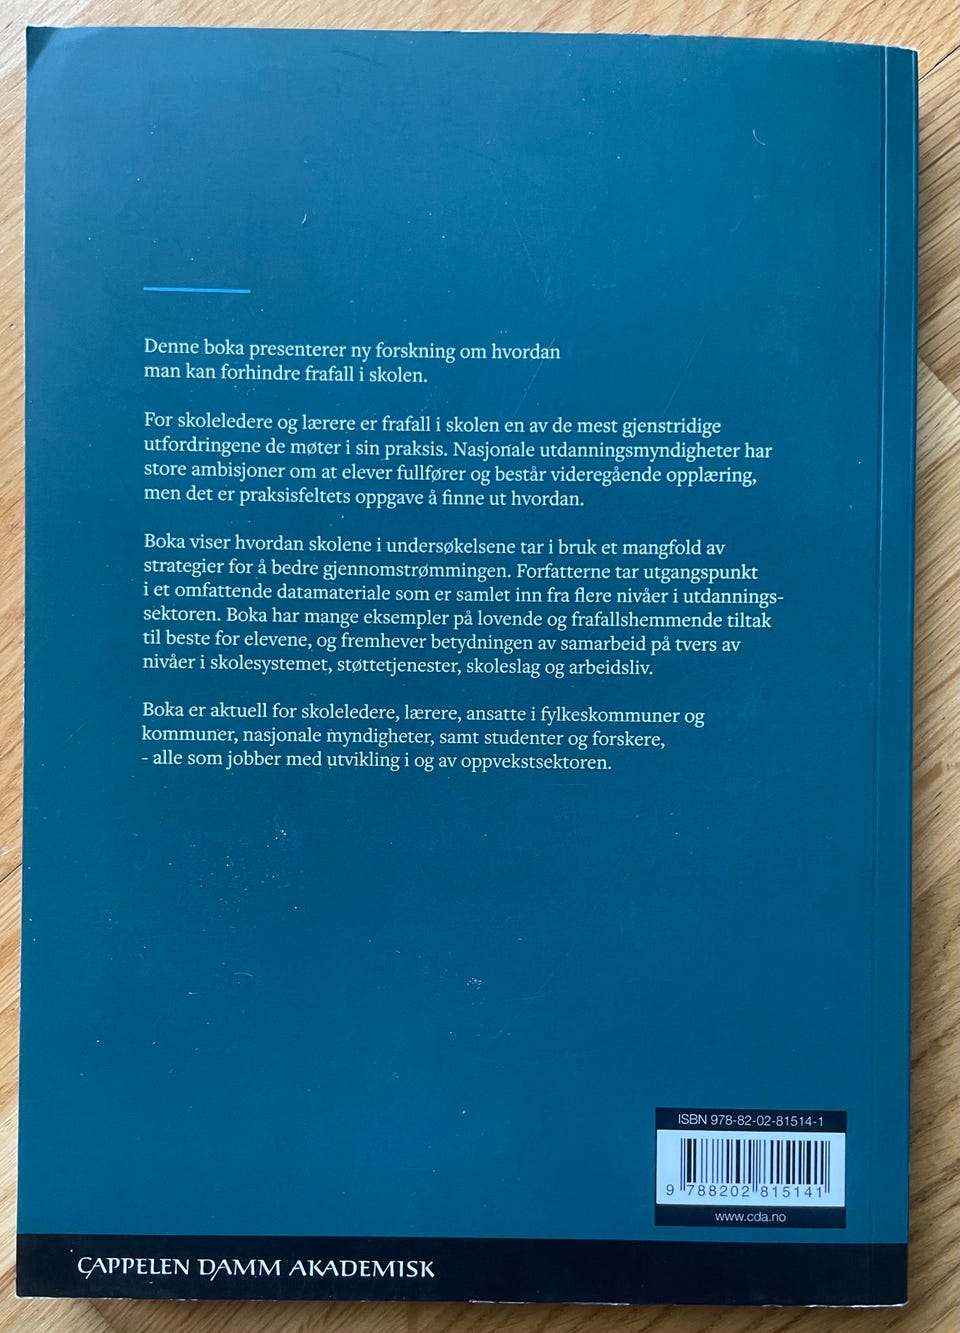 Denne boka presenterer ny forskning om hvordan
man kan forhindre frafall i skolen.
For skoleledere og lærere er frafall i skolen en av de mest gjenstridige
utfordringene de møter i sin praksis. Nasjonale utdanningsmyndigheter har
store ambisjoner om at elever fullfører og består videregående opplæring,
men det er praksisfeltets oppgave å finne ut hvordan.
Boka viser hvordan skolene i undersøkelsene tar i bruk et mangfold av
strategier for å bedre gjennomstrømmingen. Forfatterne tar utgangspunkt
i et omfattende datamateriale som er samlet inn fra flere nivåer i utdannings-
sektoren. Boka har mange eksempler på lovende og frafallshemmende tiltak
til beste for elevene, og fremhever betydningen av samarbeid på tvers av
nivåer i skolesystemet, støttetjenester, skoleslag og arbeidsliv.
Boka er aktuell for skoleledere, lærere, ansatte i fylkeskommuner og
kommuner, nasjonale myndigheter, samt studenter og forskere,
- alle som jobber med utvikling i og av oppvekstsektoren.
ISBN 978-82-02-81514-1
9 788202 815141
www.cda.no
CAPPELEN DAMM AKADEMISK